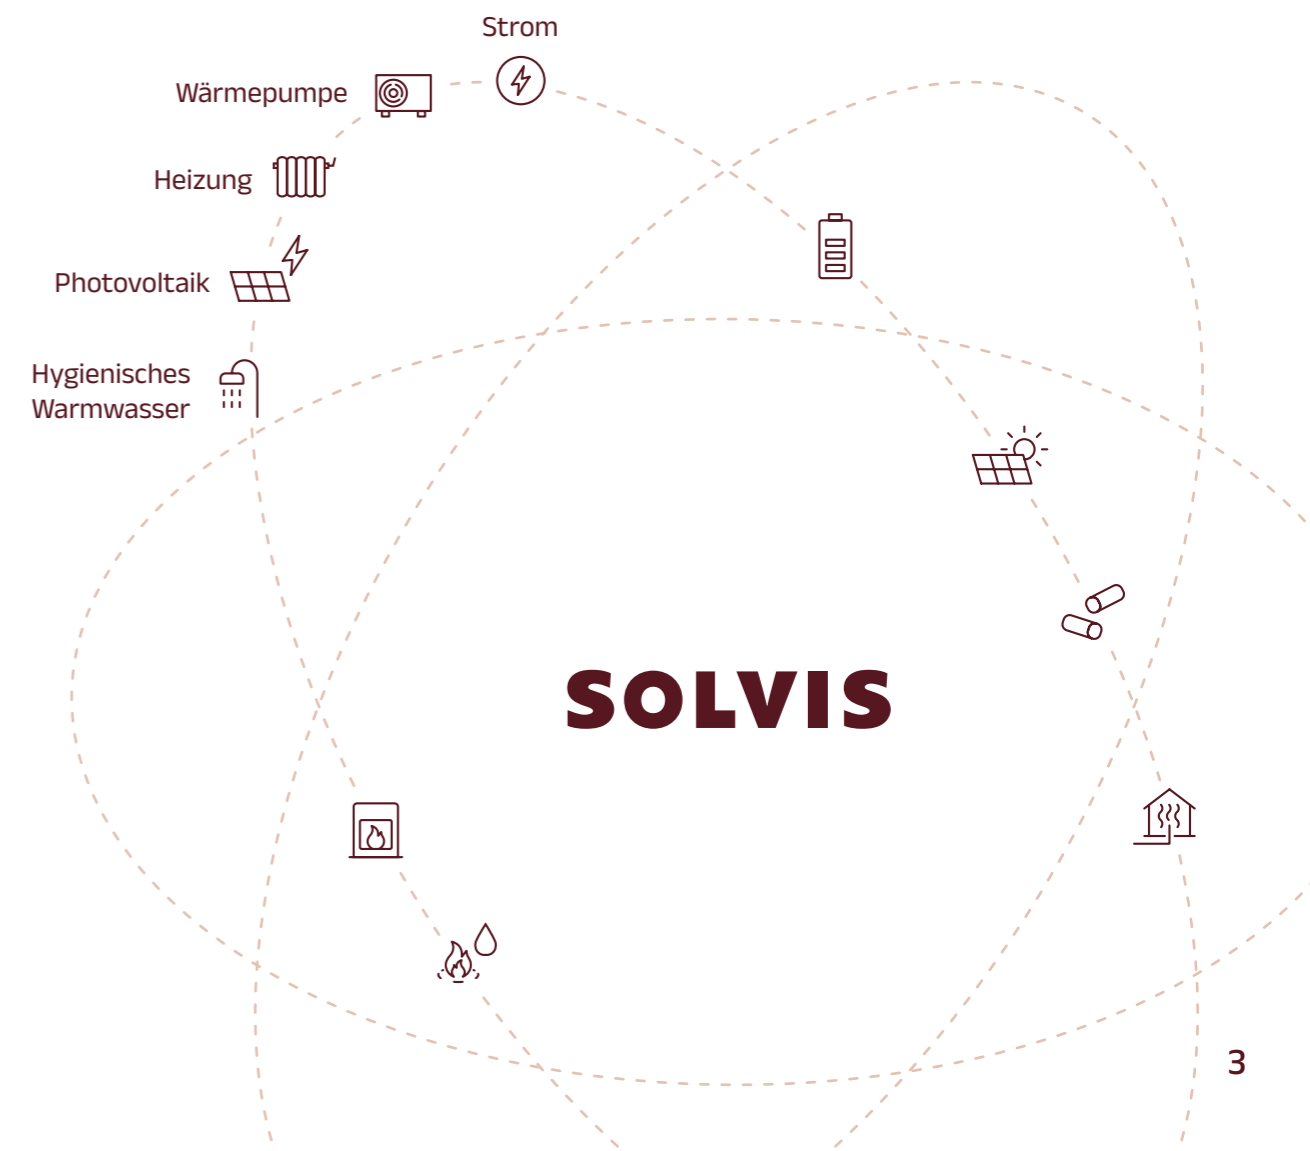 Strom
Wärmepumpe
Heizung
Photovoltaik
Hygienisches
Warmwasser
SOLVIS
3